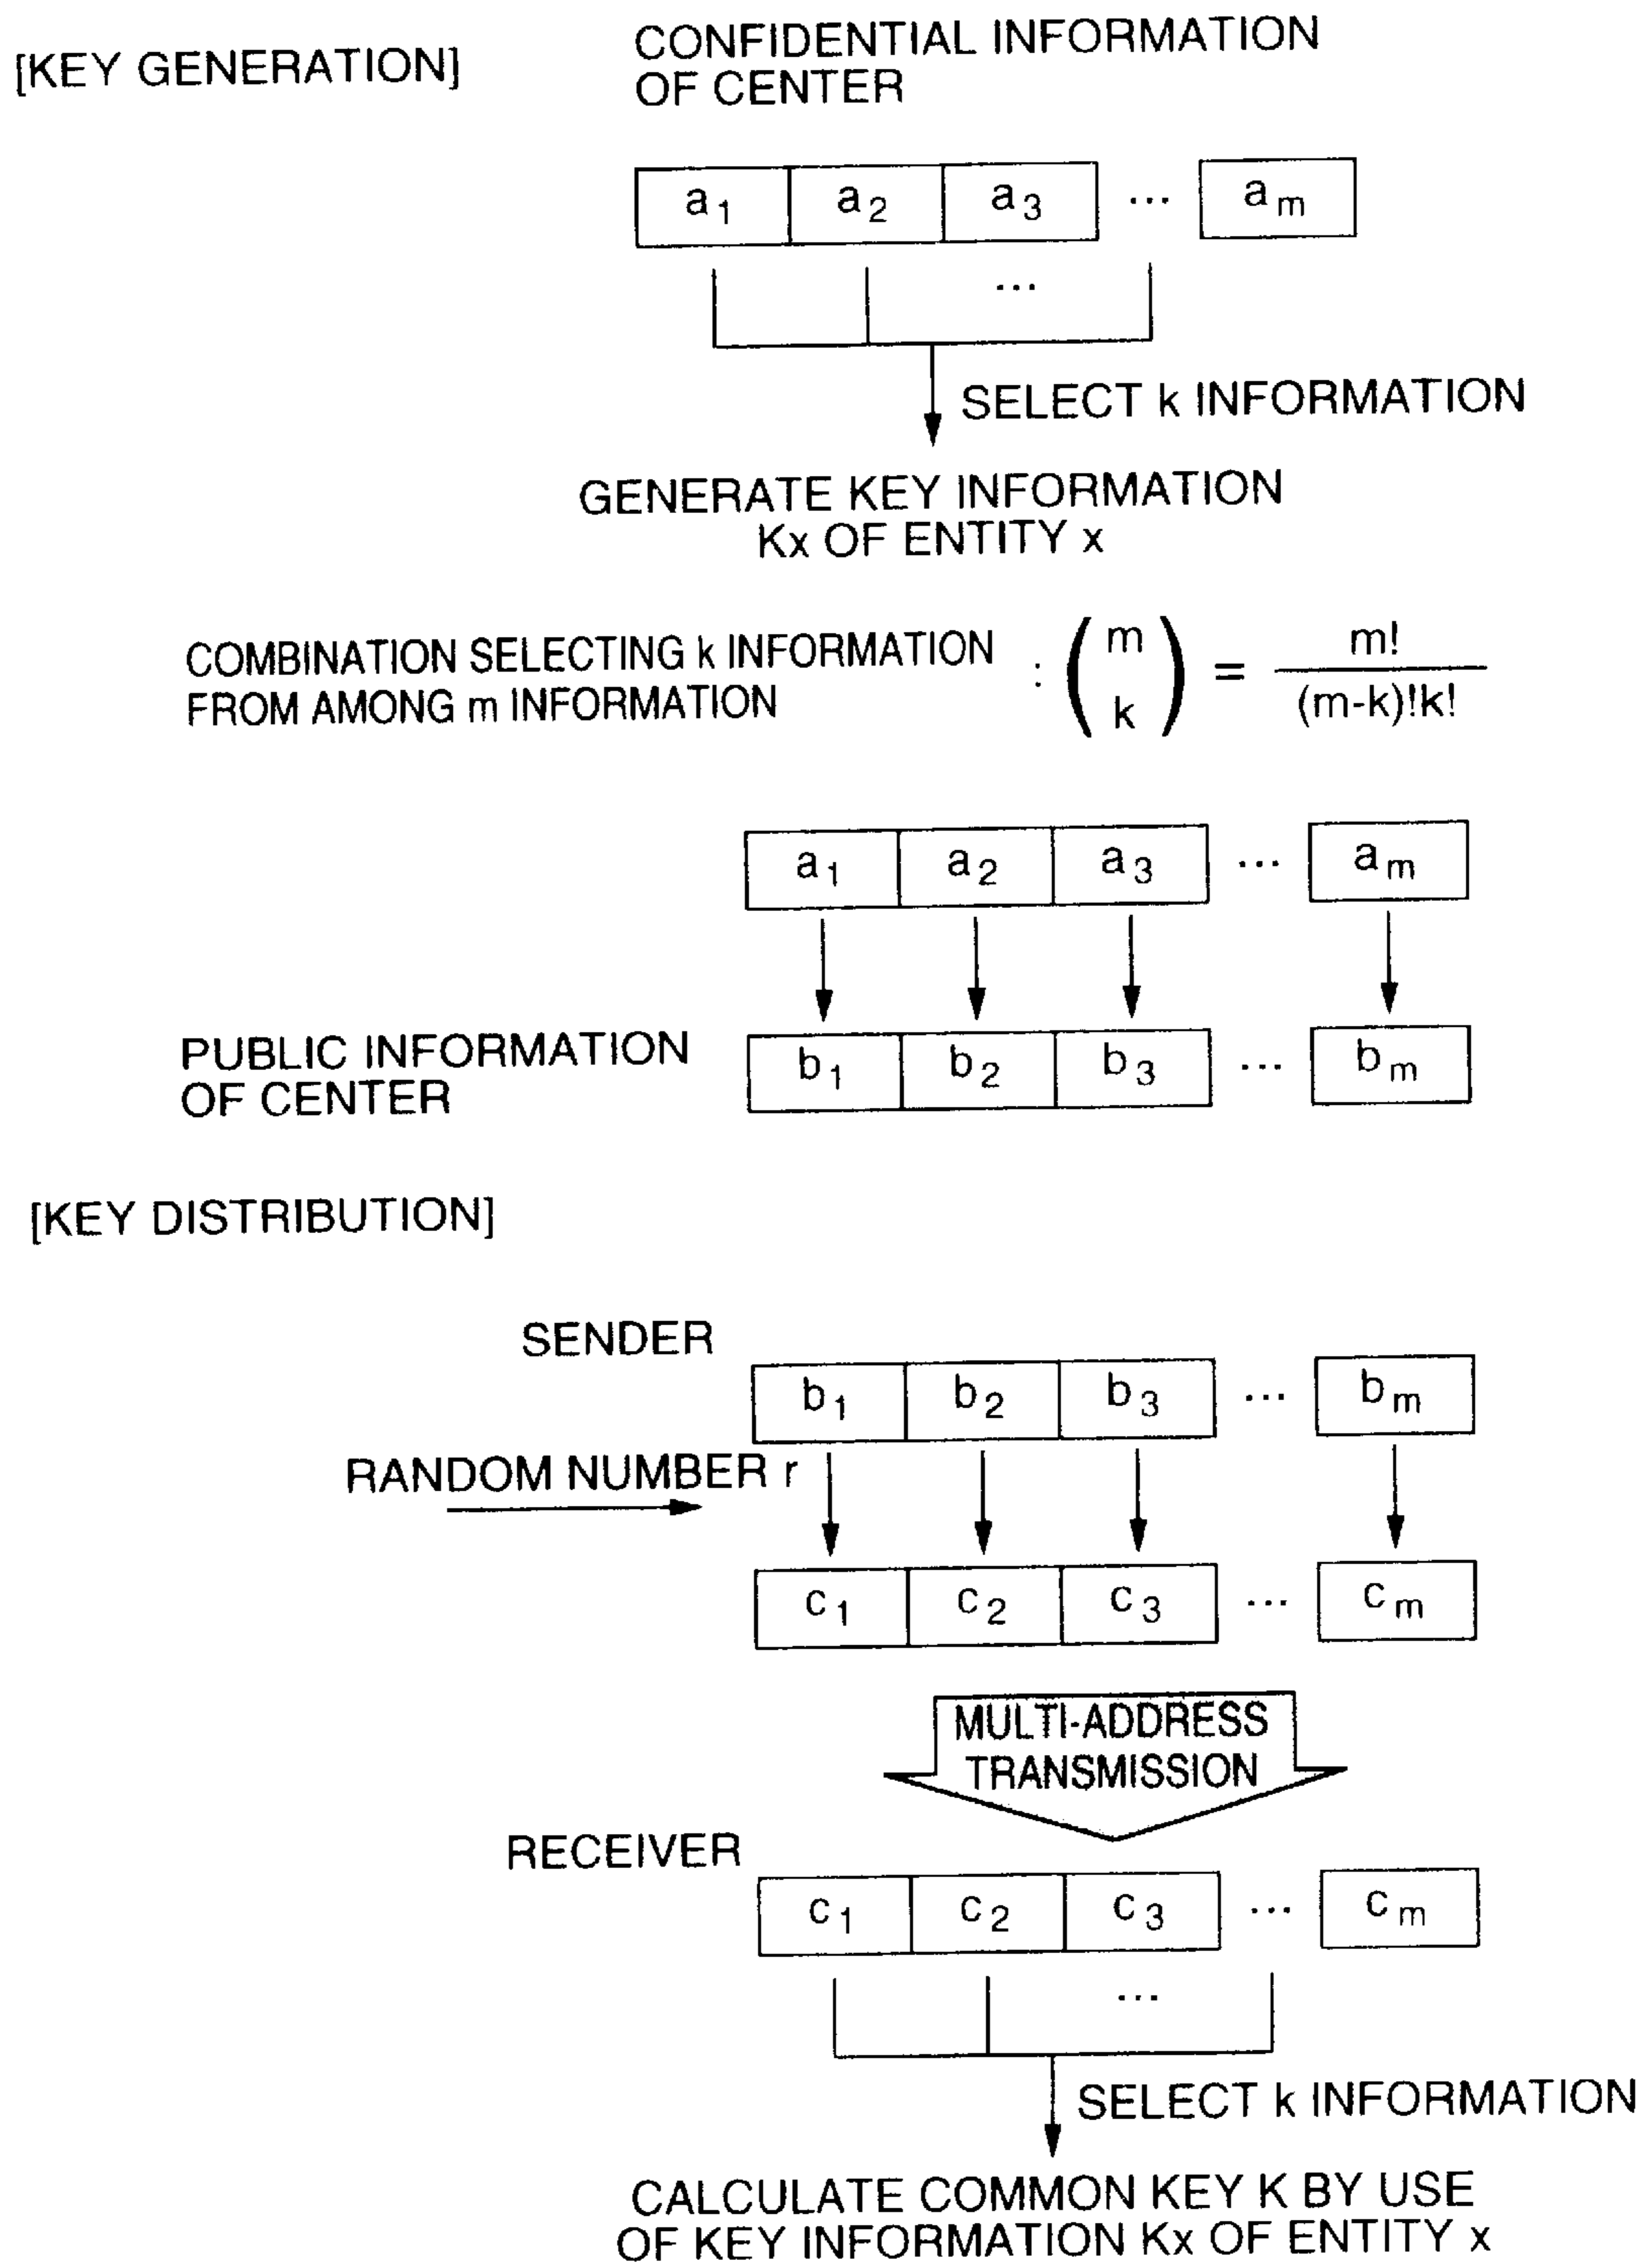 [KEY GENERATION]
CONFIDENTIAL INFORMATION
OF CENTER
a1 a2 a3 ... am
...
SELECT k INFORMATION
GENERATE KEY INFORMATION
Kx OF ENTITY x
COMBINATION SELECTING k INFORMATION
FROM AMONG m INFORMATION
: (m k) = m! / (m-k)!k!
a1 a2 a3 ... am
PUBLIC INFORMATION
OF CENTER
b1 b2 b3 ... bm
[KEY DISTRIBUTION]
SENDER
b1 b2 b3 ... bm
RANDOM NUMBER r
c1 c2 c3 ... cm
MULTI-ADDRESS
TRANSMISSION
RECEIVER
c1 c2 c3 ... cm
...
SELECT k INFORMATION
CALCULATE COMMON KEY K BY USE
OF KEY INFORMATION Kx OF ENTITY x